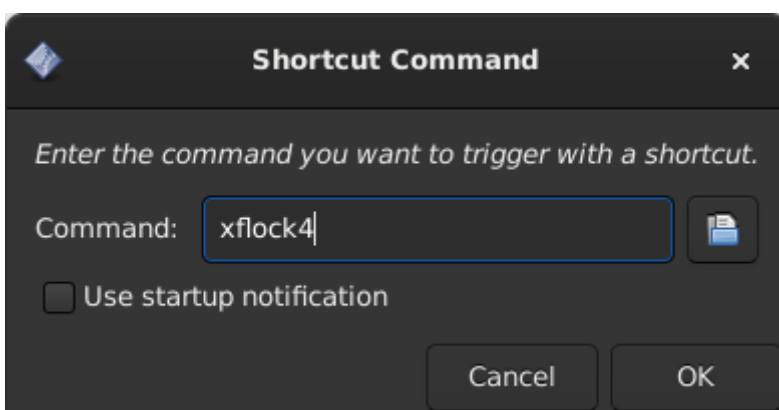 Shortcut Command
Enter the command you want to trigger with a shortcut.
Command: xflock4
Use startup notification
Cancel OK